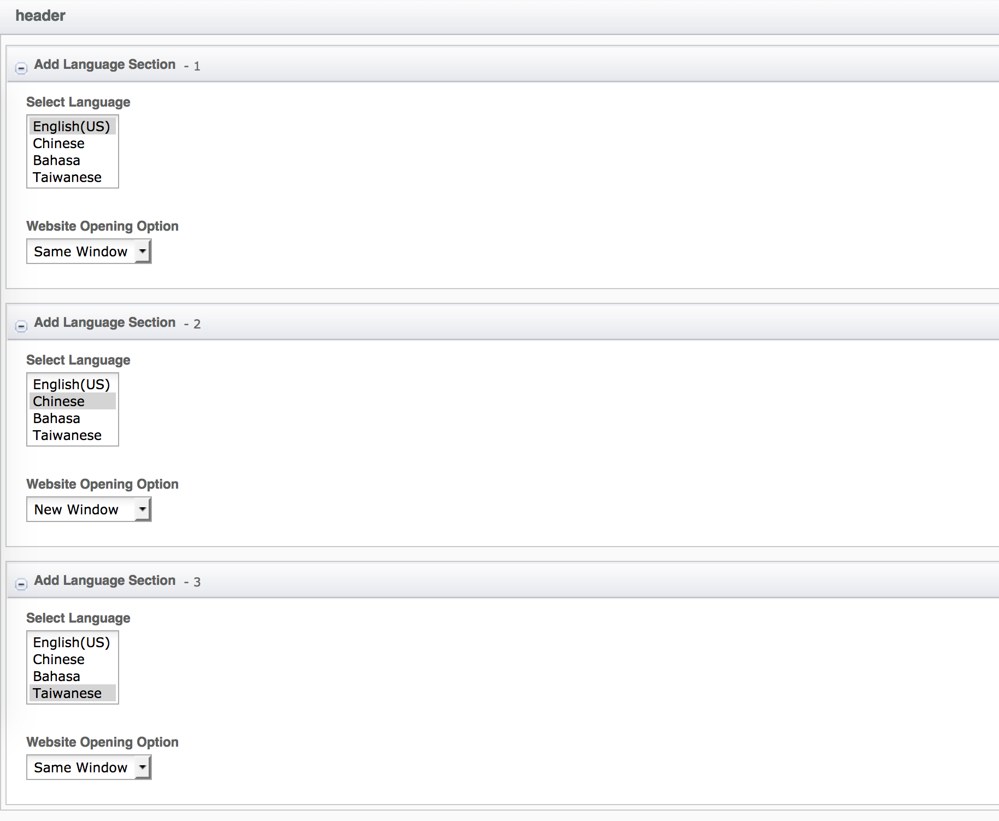 header
Add Language Section - 1
Select Language
English(US)
Chinese
Bahasa
Taiwanese
Website Opening Option
Same Window
Add Language Section - 2
Select Language
English(US)
Chinese
Bahasa
Taiwanese
Website Opening Option
New Window
Add Language Section - 3
Select Language
English(US)
Chinese
Bahasa
Taiwanese
Website Opening Option
Same Window